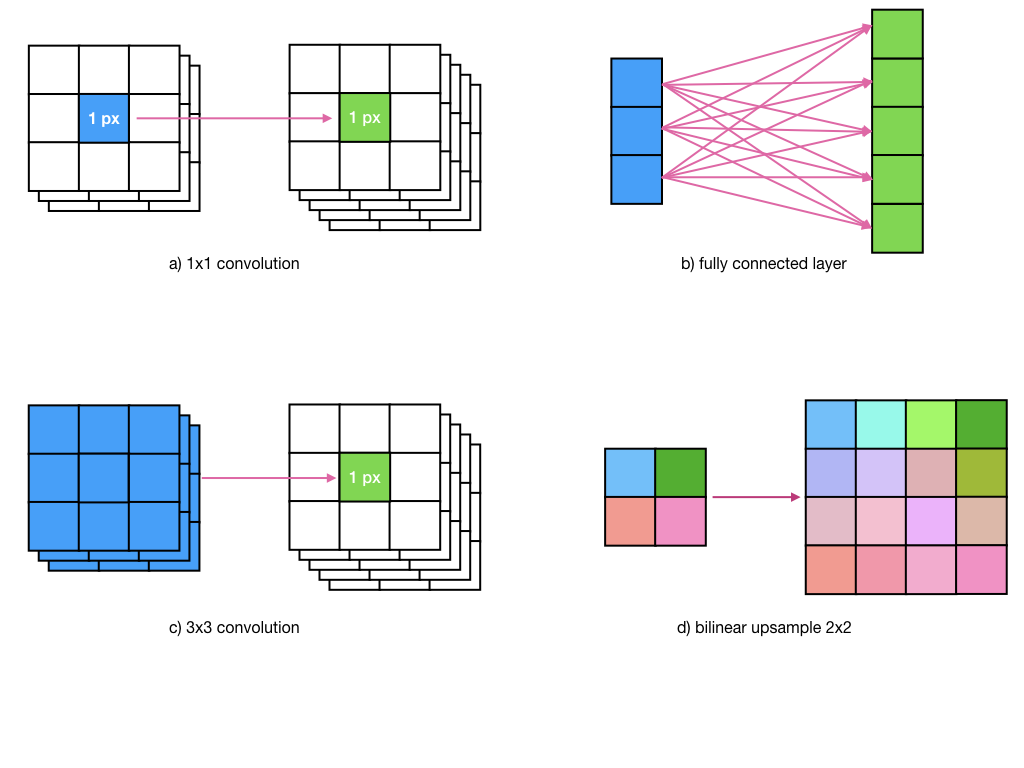 1 px
1 px
a) 1x1 convolution
b) fully connected layer
1 px
c) 3x3 convolution
d) bilinear upsample 2x2